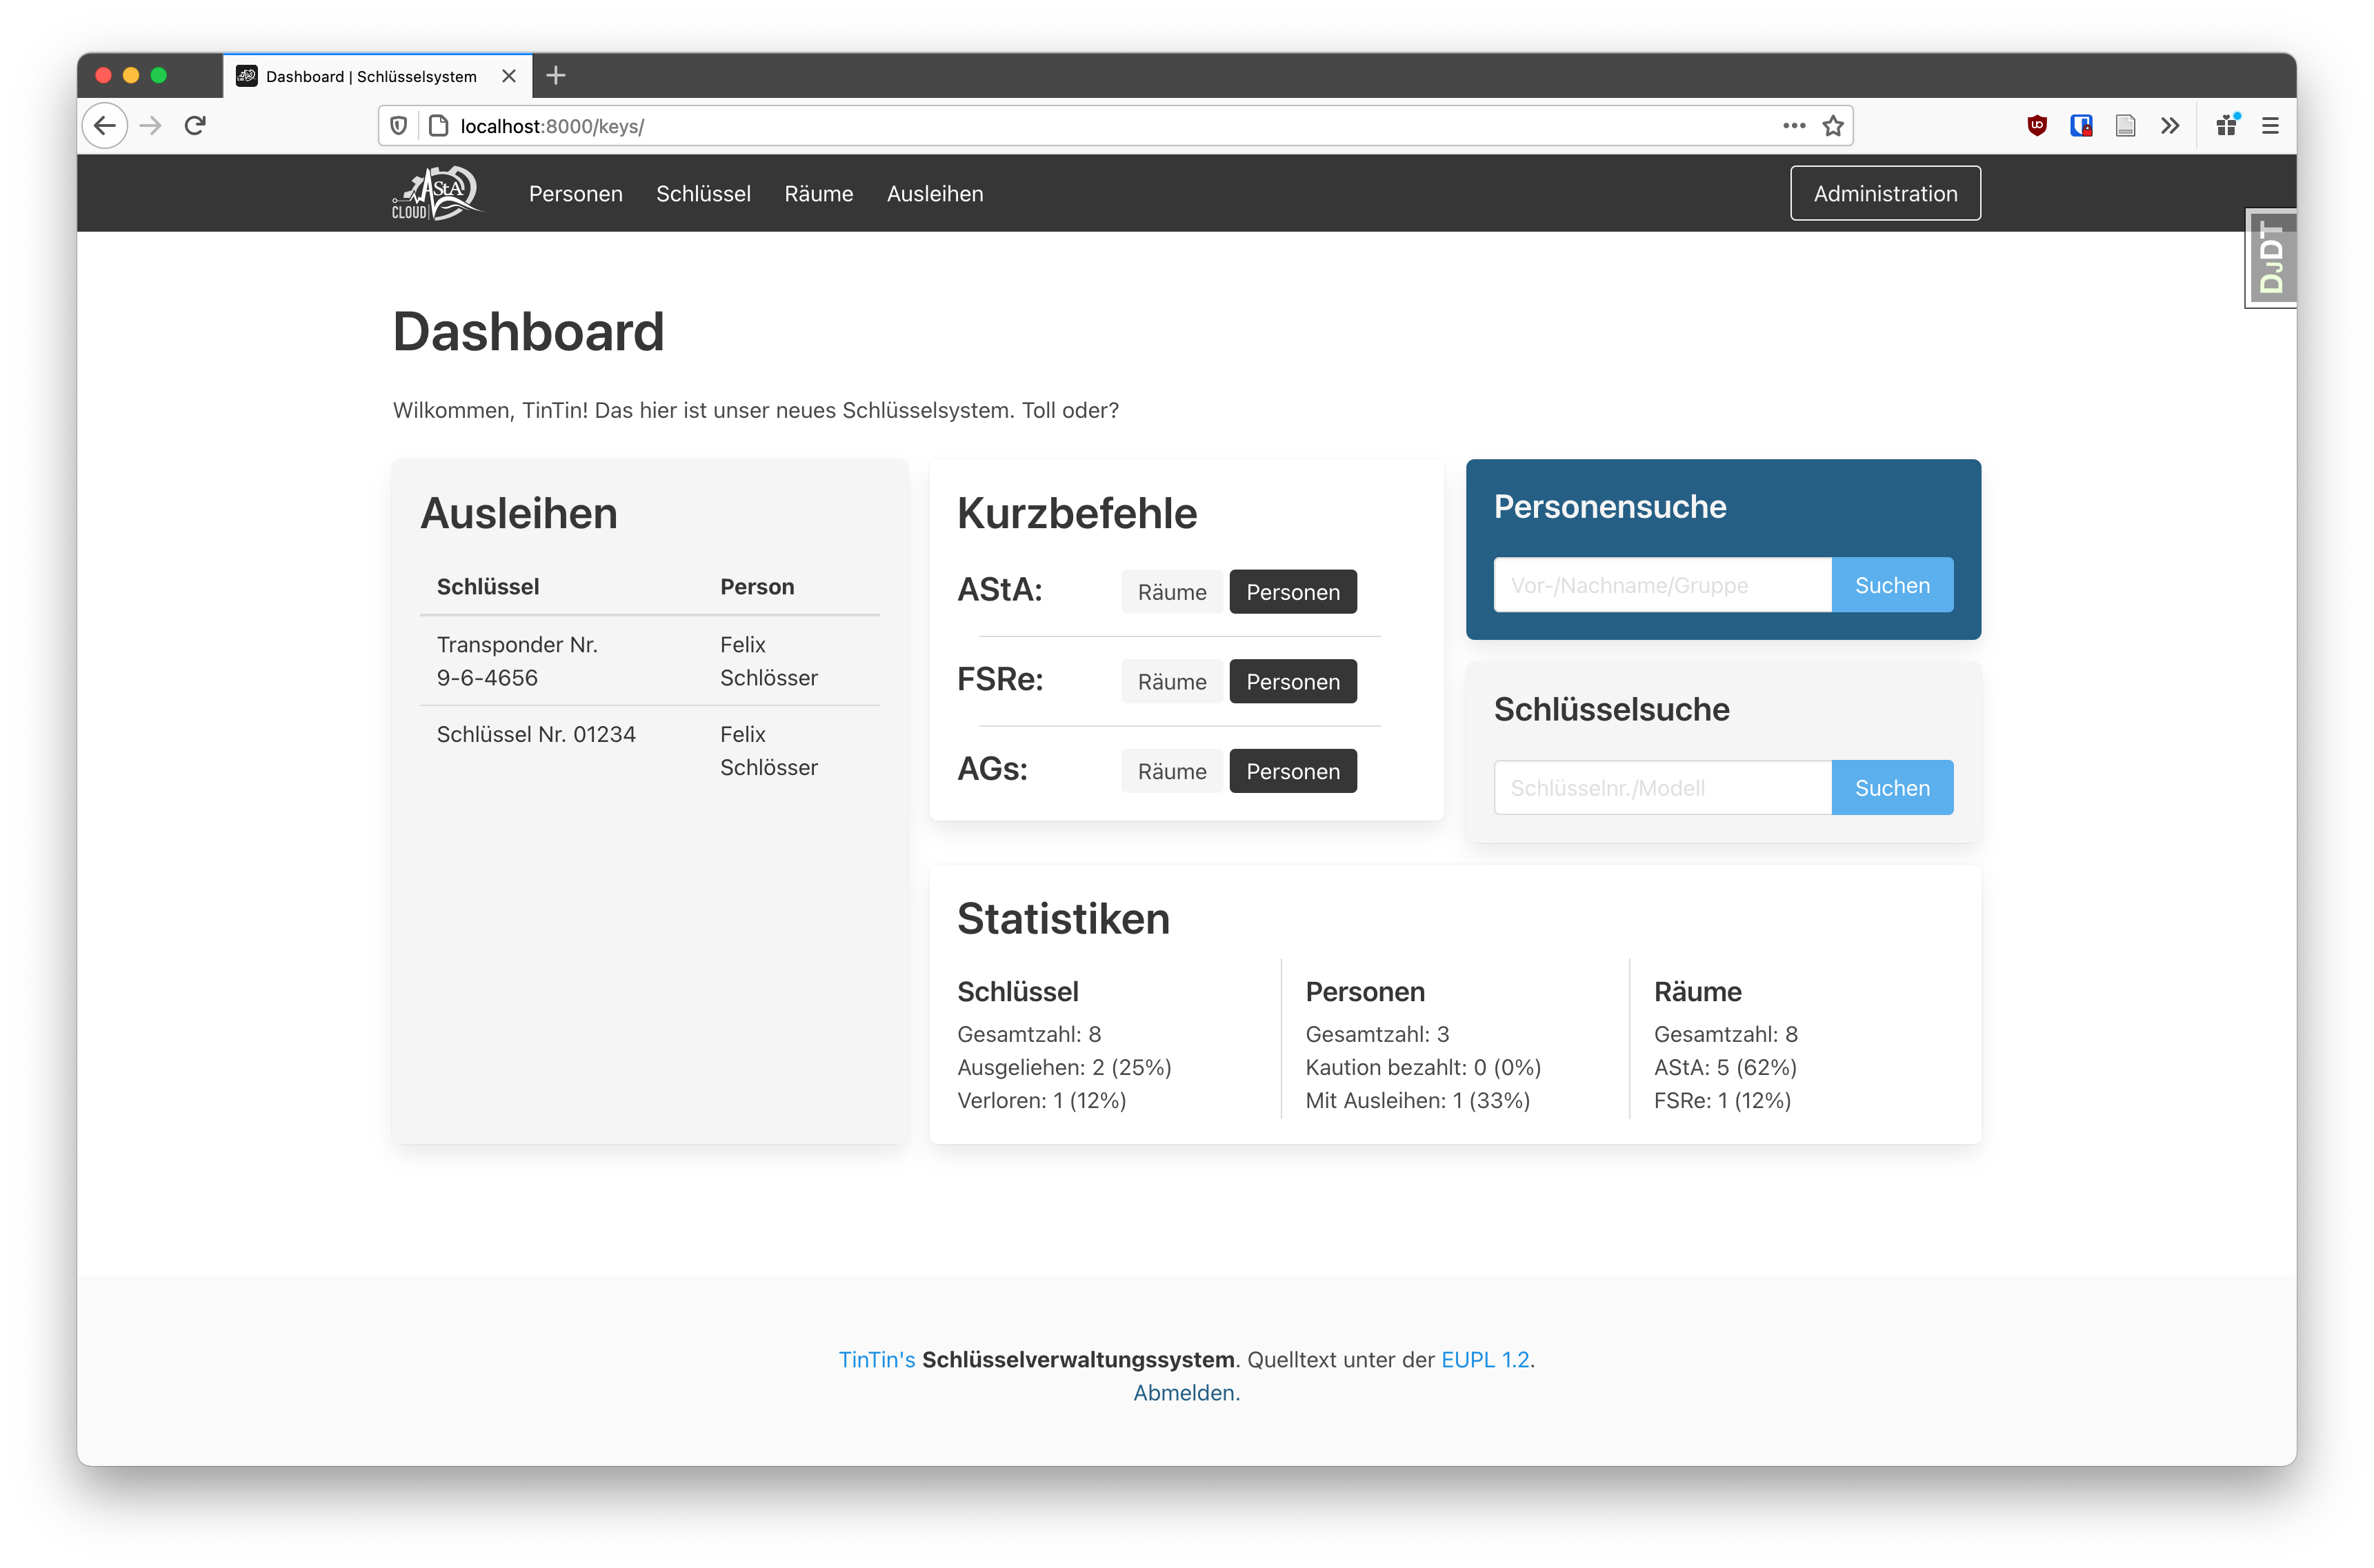 Dashboard | Schlüsselsystem
localhost:8000/keys/
AStA
CLOUD
Personen Schlüssel Räume Ausleihen Administration
DJDT
Dashboard
Wilkommen, TinTin! Das hier ist unser neues Schlüsselsystem. Toll oder?
Ausleihen
Schlüssel Person
Transponder Nr. Felix
9-6-4656 Schlösser
Schlüssel Nr. 01234 Felix
Schlösser
Kurzbefehle
AStA: Räume Personen
FSRe: Räume Personen
AGs: Räume Personen
Personensuche
Vor-/Nachname/Gruppe Suchen
Schlüsselsuche
Schlüsselnr./Modell Suchen
Statistiken
Schlüssel
Gesamtzahl: 8
Ausgeliehen: 2 (25%)
Verloren: 1 (12%)
Personen
Gesamtzahl: 3
Kaution bezahlt: 0 (0%)
Mit Ausleihen: 1 (33%)
Räume
Gesamtzahl: 8
AStA: 5 (62%)
FSRe: 1 (12%)
TinTin's Schlüsselverwaltungssystem. Quelltext unter der EUPL 1.2.
Abmelden.